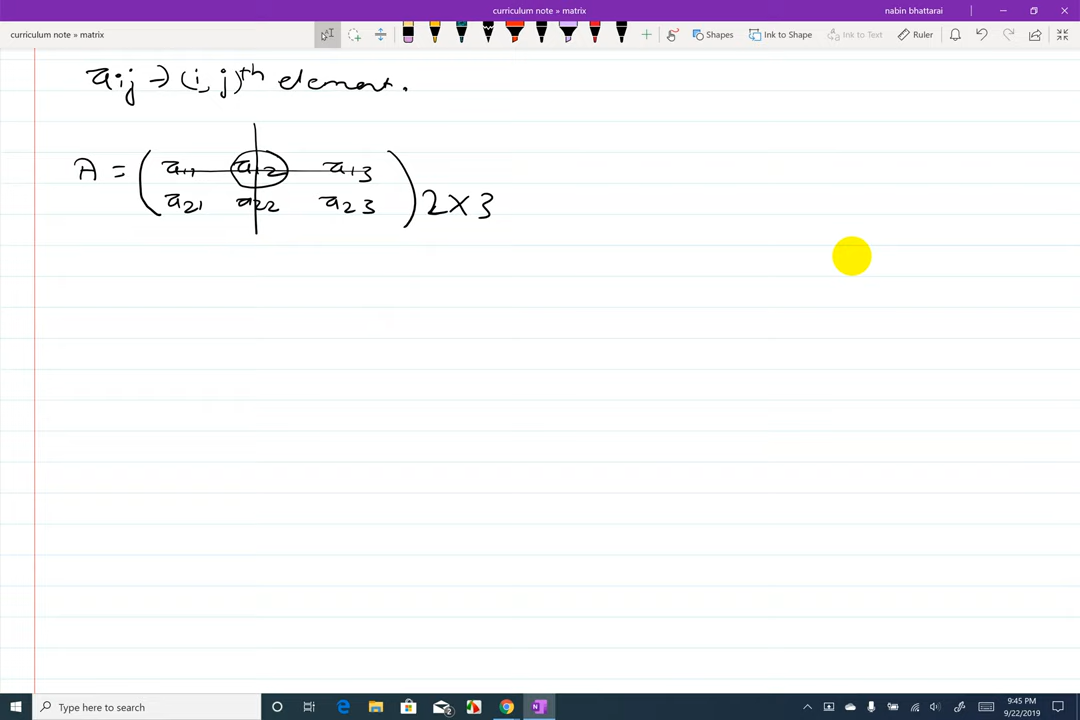 curriculum note » matrix
nabin bhattarai
curriculum note » matrix
Shapes
Ink to Shape
Ink to Text
Ruler
aij → (i, j)th element.
A = ( a11 a12 a13
a21 a22 a23 ) 2 × 3
Type here to search
2
9:45 PM
9/22/2019